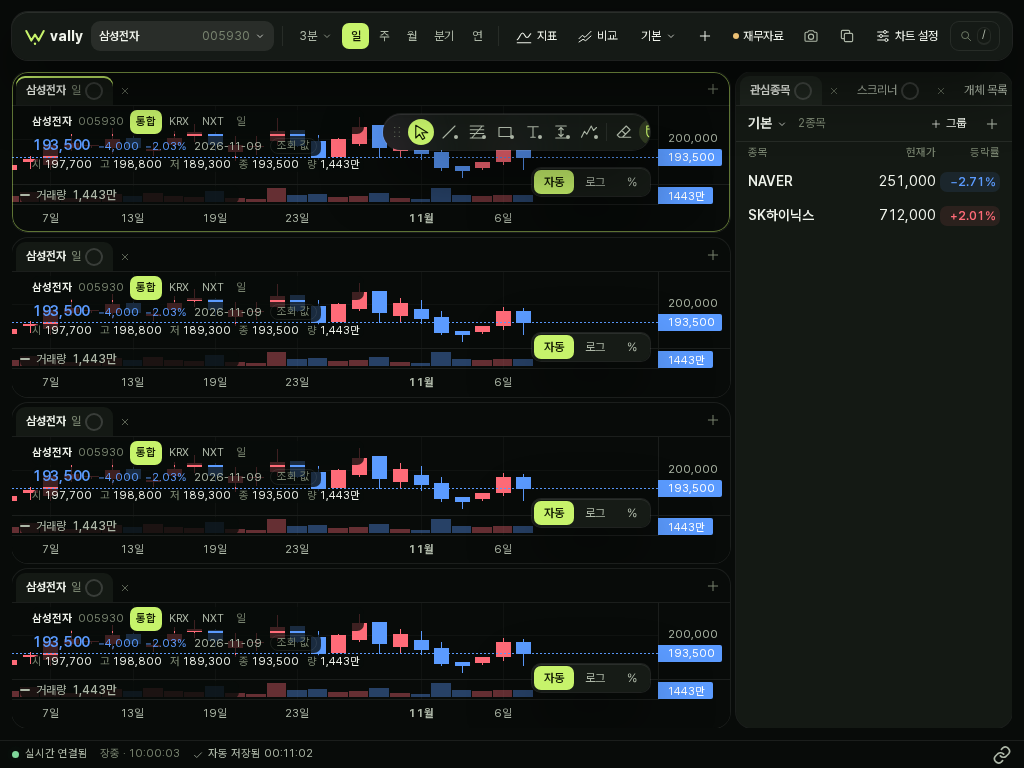 vally 삼성전자 005930 3분 일 주 월 분기 연 지표 비교 기본 재무자료 차트 설정 /
삼성전자 일
삼성전자 005930 통합 KRX NXT 일
193,500 −4,000 −2.03% 2026-11-09 조회 값
시 197,700 고 198,800 저 189,300 종 193,500 량 1,443만
200,000
193,500
자동 로그 %
거래량 1,443만
1443만
7일 13일 19일 23일 11월 6일
삼성전자 일
삼성전자 005930 통합 KRX NXT 일
193,500 −4,000 −2.03% 2026-11-09 조회 값
시 197,700 고 198,800 저 189,300 종 193,500 량 1,443만
200,000
193,500
자동 로그 %
거래량 1,443만
1443만
7일 13일 19일 23일 11월 6일
삼성전자 일
삼성전자 005930 통합 KRX NXT 일
193,500 −4,000 −2.03% 2026-11-09 조회 값
시 197,700 고 198,800 저 189,300 종 193,500 량 1,443만
200,000
193,500
자동 로그 %
거래량 1,443만
1443만
7일 13일 19일 23일 11월 6일
삼성전자 일
삼성전자 005930 통합 KRX NXT 일
193,500 −4,000 −2.03% 2026-11-09 조회 값
시 197,700 고 198,800 저 189,300 종 193,500 량 1,443만
200,000
193,500
자동 로그 %
거래량 1,443만
1443만
7일 13일 19일 23일 11월 6일
관심종목 스크리너 개체 목록
기본 2종목 + 그룹
종목 현재가 등락률
NAVER 251,000 −2.71%
SK하이닉스 712,000 +2.01%
실시간 연결됨 장중 · 10:00:03 자동 저장됨 00:11:02